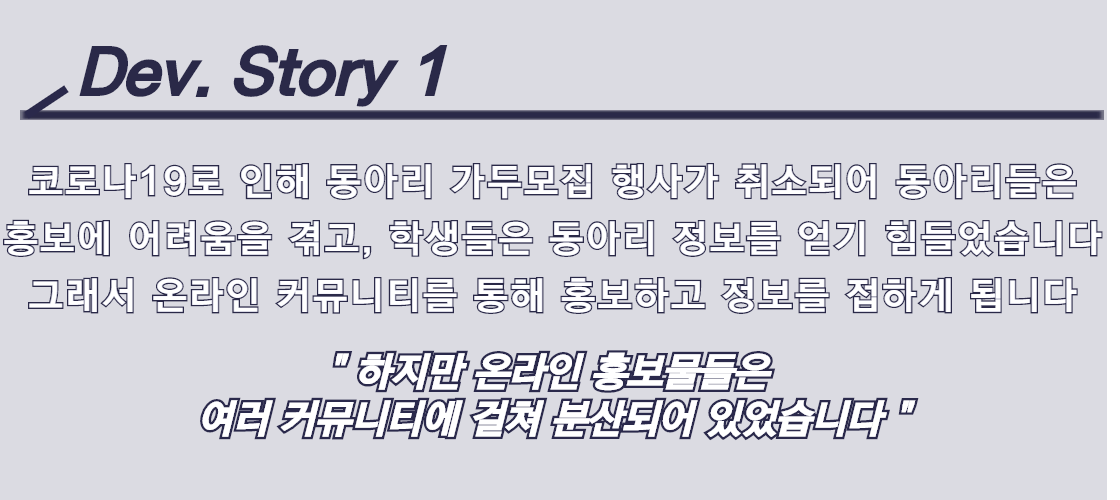 Dev. Story 1
코로나19로 인해 동아리 가두모집 행사가 취소되어 동아리들은
홍보에 어려움을 겪고, 학생들은 동아리 정보를 얻기 힘들었습니다
그래서 온라인 커뮤니티를 통해 홍보하고 정보를 접하게 됩니다
" 하지만 온라인 홍보물들은
여러 커뮤니티에 걸쳐 분산되어 있었습니다 "